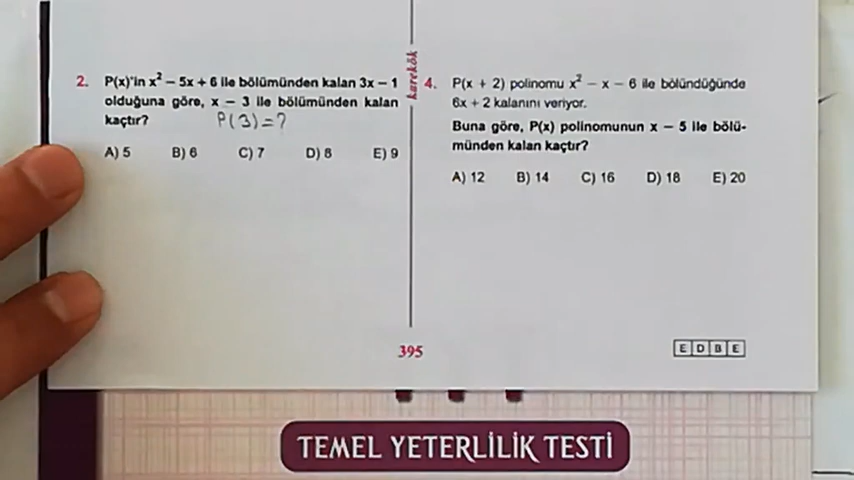 2. P(x)'in x² – 5x + 6 ile bölümünden kalan 3x – 1
olduğuna göre, x – 3 ile bölümünden kalan
kaçtır? P(3)=?
A) 5 B) 6 C) 7 D) 8 E) 9
karekök
4. P(x + 2) polinomu x² – x – 6 ile bölündüğünde
6x + 2 kalanını veriyor.
Buna göre, P(x) polinomunun x – 5 ile bölü-
münden kalan kaçtır?
A) 12 B) 14 C) 16 D) 18 E) 20
395
E D B E
TEMEL YETERLİLİK TESTİ